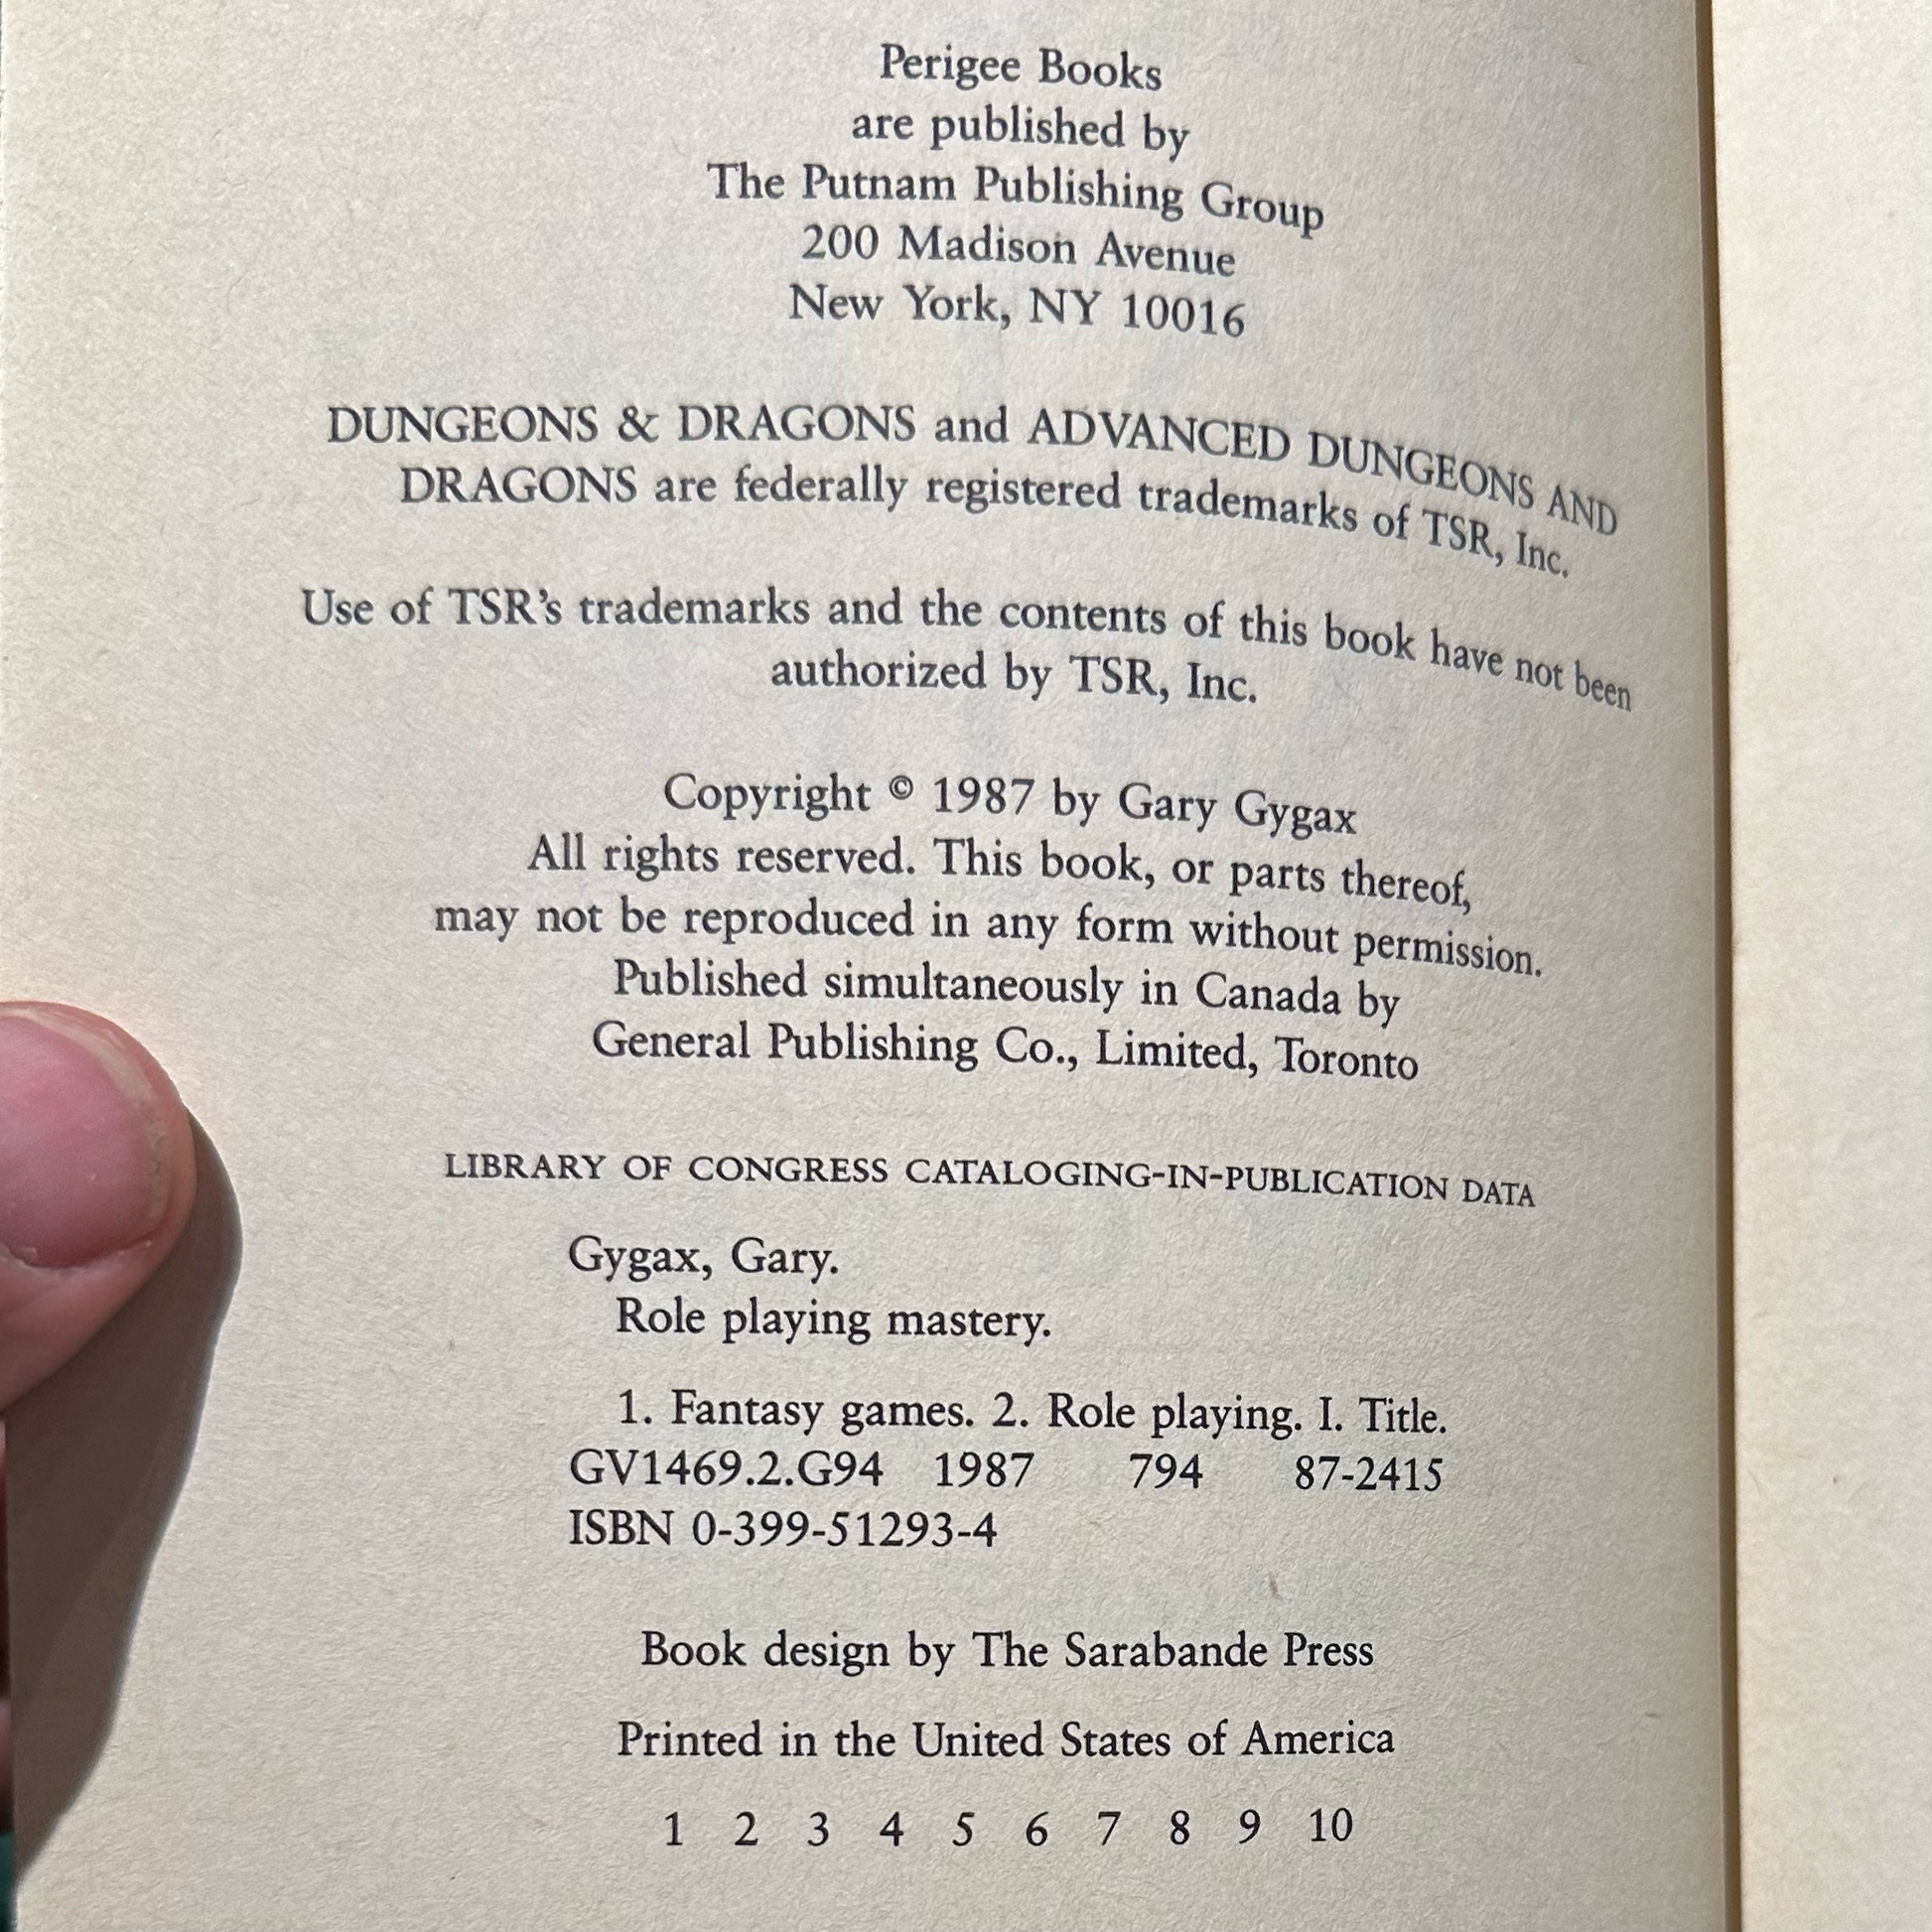 Perigee Books
are published by
The Putnam Publishing Group
200 Madison Avenue
New York, NY 10016
DUNGEONS & DRAGONS and ADVANCED DUNGEONS AND
DRAGONS are federally registered trademarks of TSR, Inc.
Use of TSR's trademarks and the contents of this book have not been
authorized by TSR, Inc.
Copyright © 1987 by Gary Gygax
All rights reserved. This book, or parts thereof,
may not be reproduced in any form without permission.
Published simultaneously in Canada by
General Publishing Co., Limited, Toronto
LIBRARY OF CONGRESS CATALOGING-IN-PUBLICATION DATA
Gygax, Gary.
Role playing mastery.
1. Fantasy games. 2. Role playing. I. Title.
GV1469.2.G94 1987 794 87-2415
ISBN 0-399-51293-4
Book design by The Sarabande Press
Printed in the United States of America
1 2 3 4 5 6 7 8 9 10